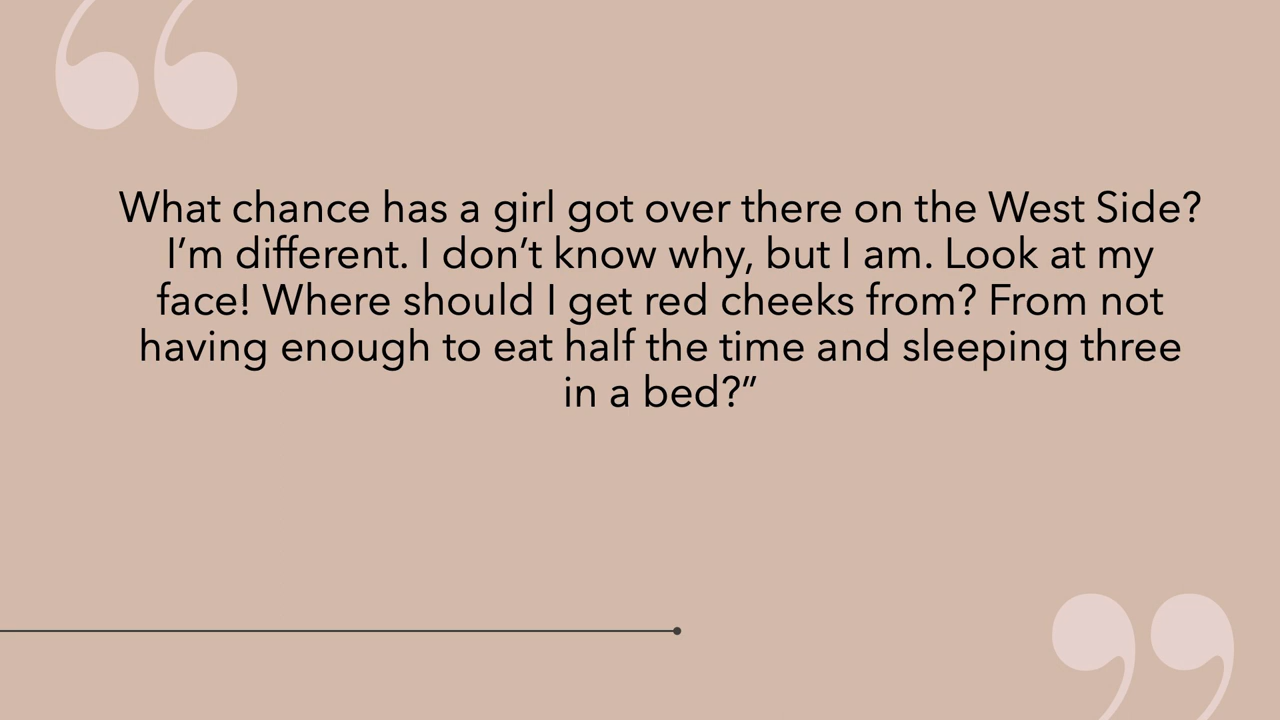 What chance has a girl got over there on the West Side?
I’m different. I don’t know why, but I am. Look at my
face! Where should I get red cheeks from? From not
having enough to eat half the time and sleeping three
in a bed?”